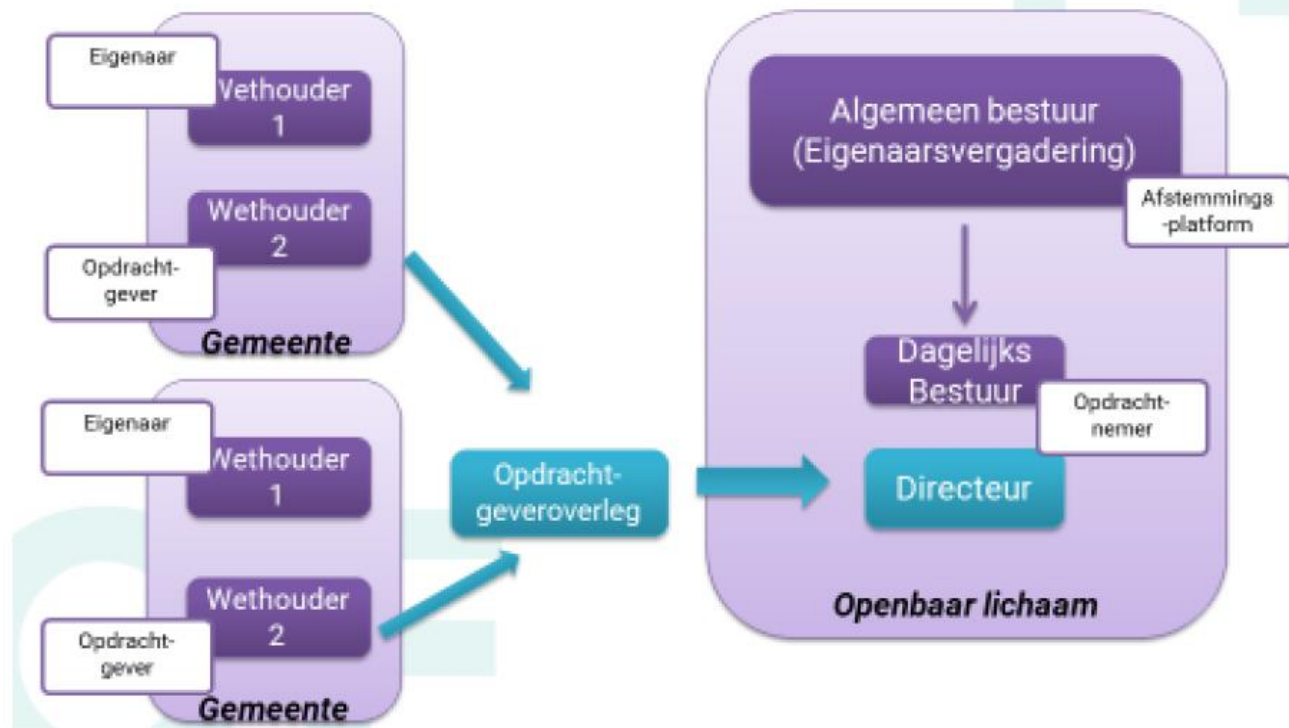 Eigenaar
Wethouder
1
Wethouder
2
Opdracht-
gever
Gemeente
Eigenaar
Wethouder
1
Wethouder
2
Opdracht-
gever
Gemeente
Opdracht-
geveroverleg
Algemeen bestuur
(Eigenaarsvergadering)
Afstemmings
-platform
Dagelijks
Bestuur
Opdracht-
nemer
Directeur
Openbaar lichaam